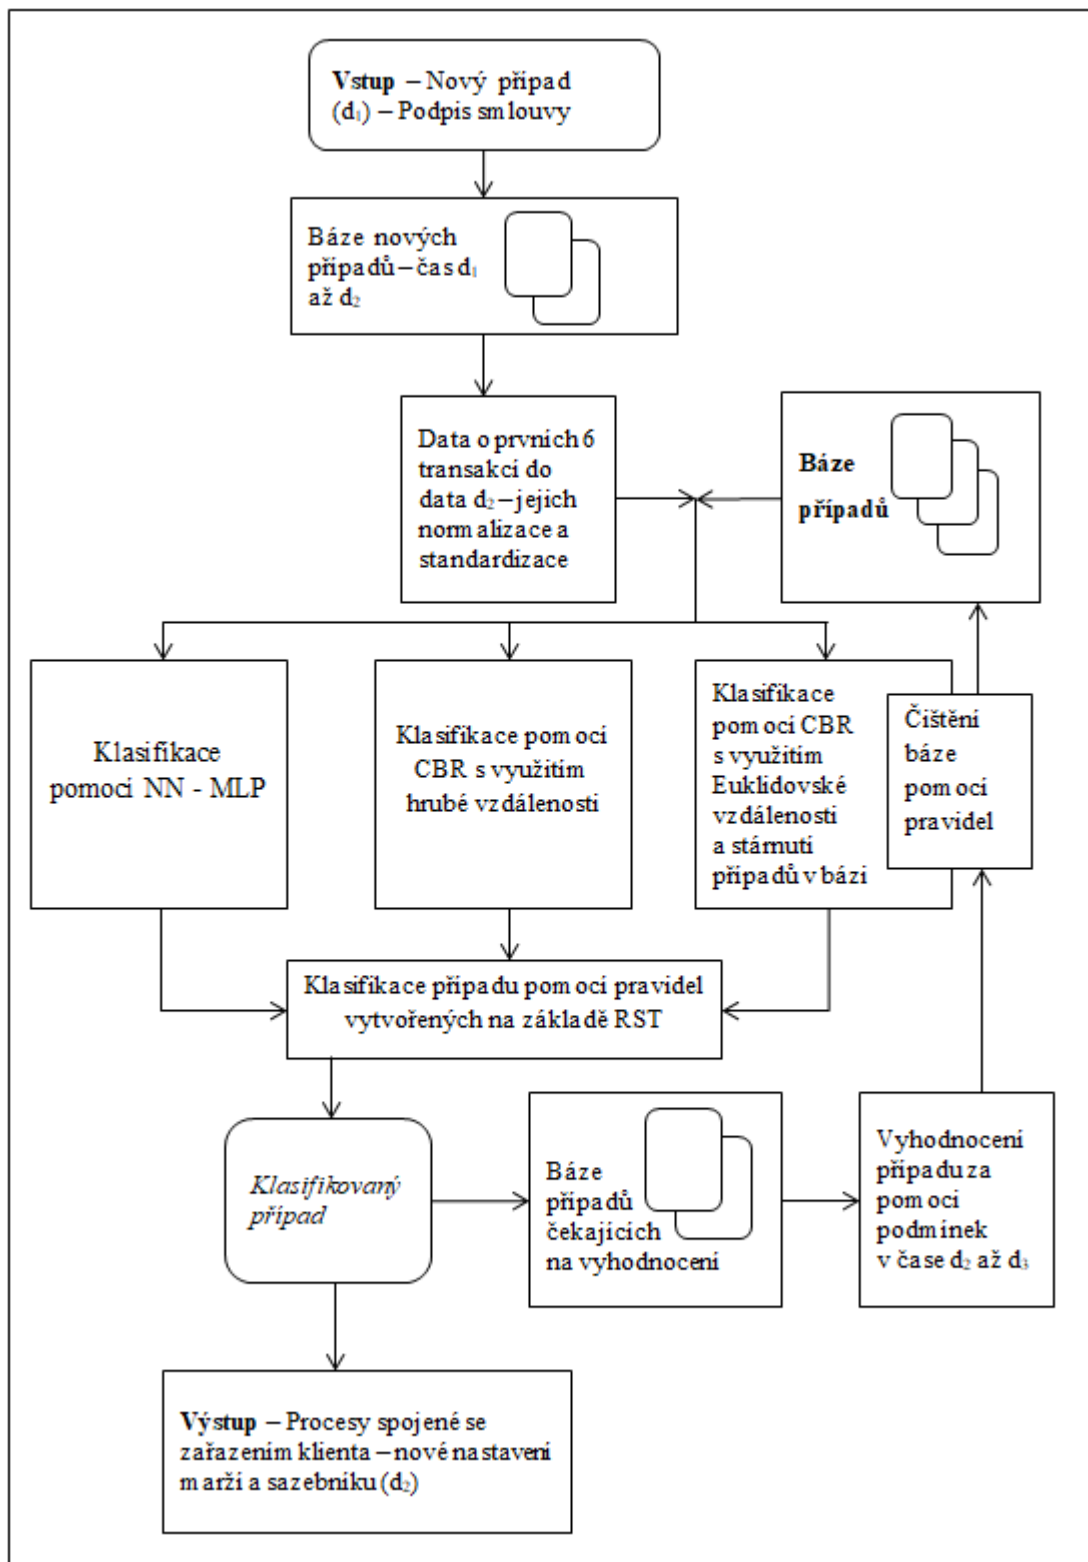 Vstup – Nový případ
(d₁) – Podpis smlouvy
Báze nových
případů – čas d₁
až d₂
Data o prvních 6
transakcí do
data d₂ – jejich
normalizace a
standardizace
Báze
případů
Klasifikace
pomocí NN - MLP
Klasifikace pomocí
CBR s využitím
hrubé vzdálenosti
Klasifikace
pomocí CBR
s využitím
Euklidovské
vzdálenosti
a stárnutí
případů v bázi
Čištění
báze
pomocí
pravidel
Klasifikace případu pomocí pravidel
vytvořených na základě RST
Klasifikovaný
případ
Báze
případů
čekajících
na vyhodnocení
Vyhodnocení
případu za
pomoci
podmínek
v čase d₂ až d₃
Výstup – Procesy spojené se
zařazením klienta – nové nastavení
marží a sazebníku (d₂)